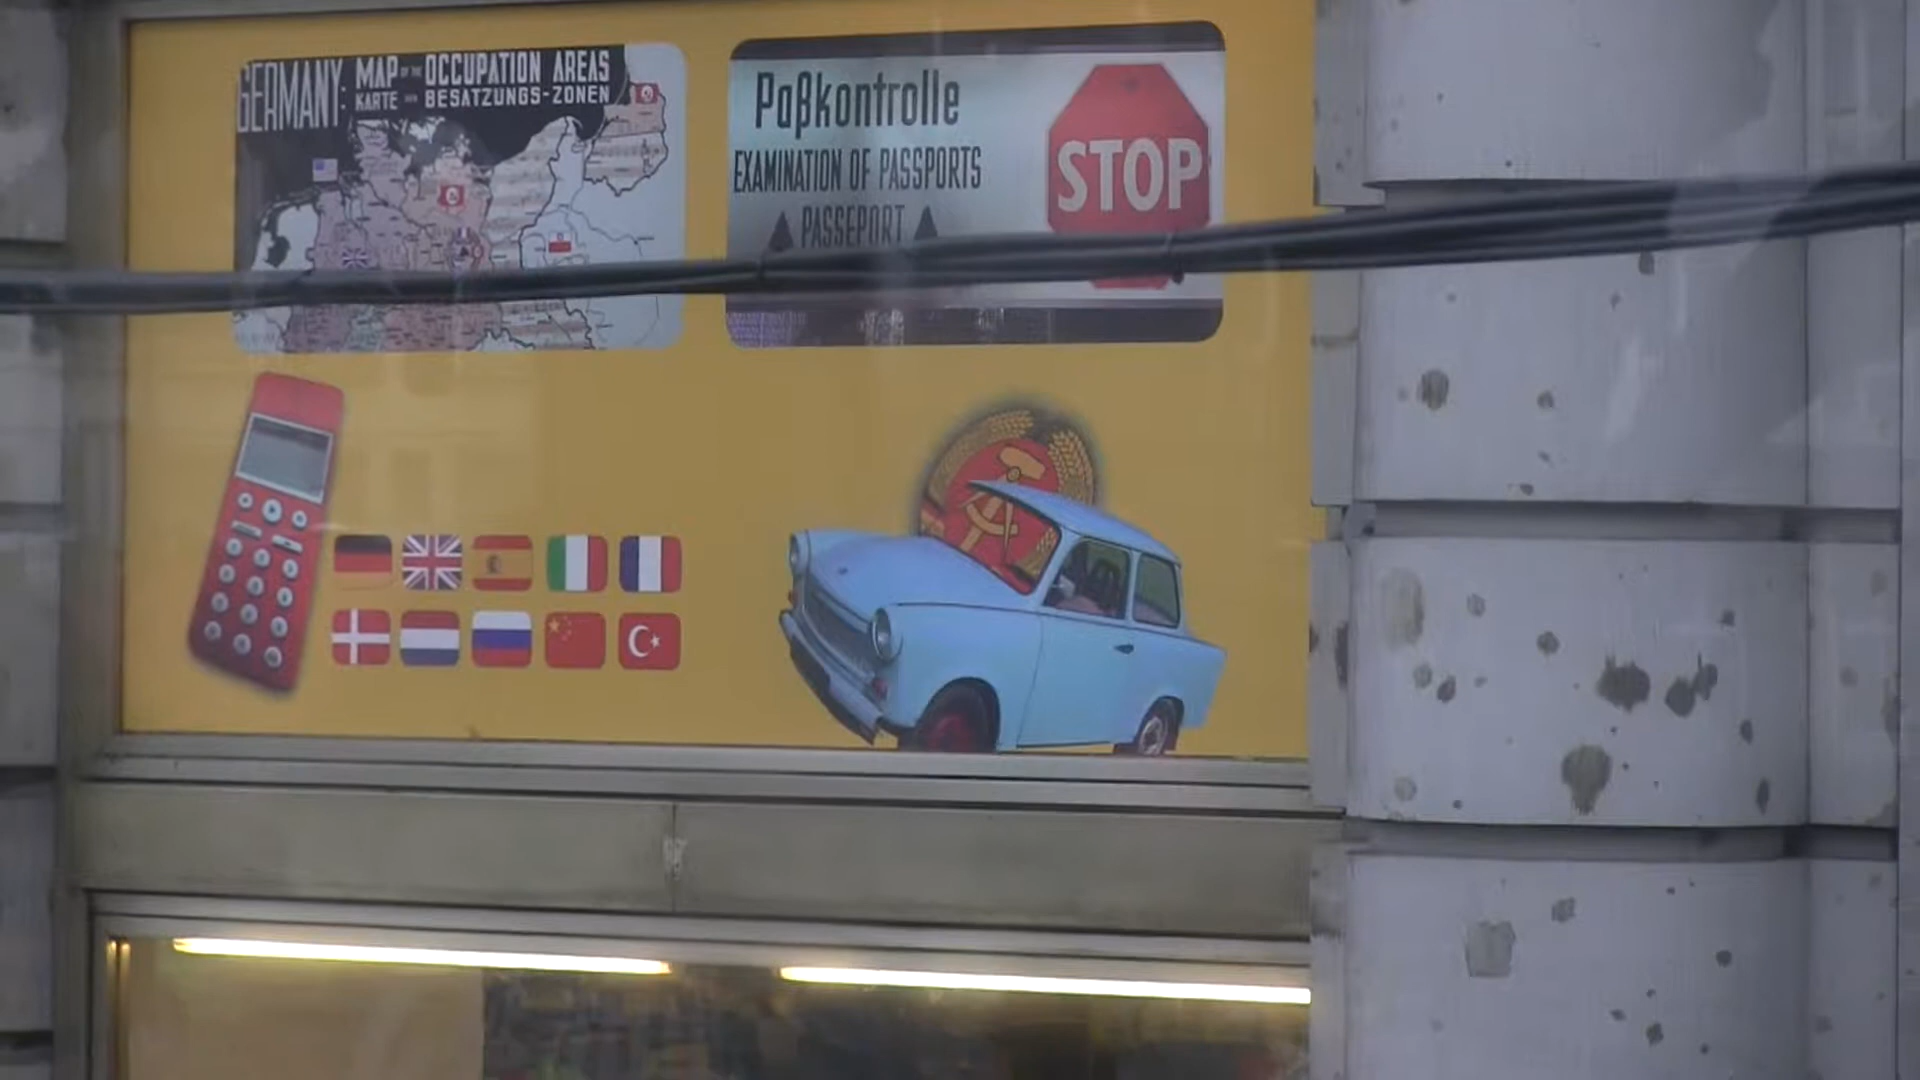 GERMANY: MAP OF THE OCCUPATION AREAS
KARTE DER BESATZUNGS-ZONEN
Paßkontrolle
EXAMINATION OF PASSPORTS
PASSEPORT
STOP